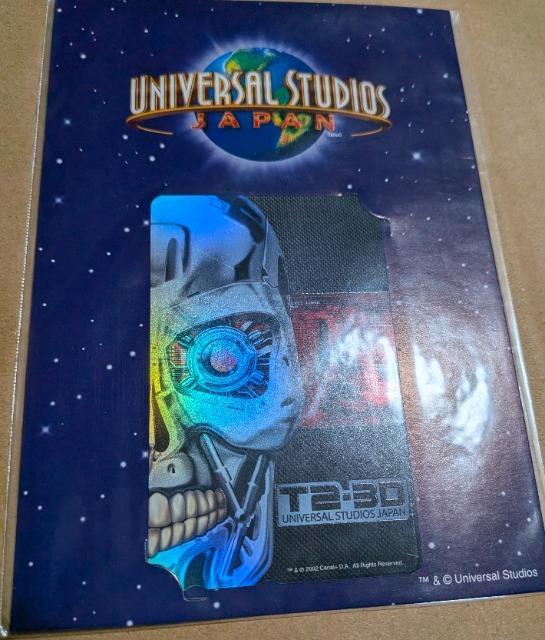 UNIVERSAL STUDIOS
JAPAN
T2:3D
UNIVERSAL STUDIOS JAPAN
™ & © 2002 Canal+ D.A. All Rights Reserved.
™ & © Universal Studios